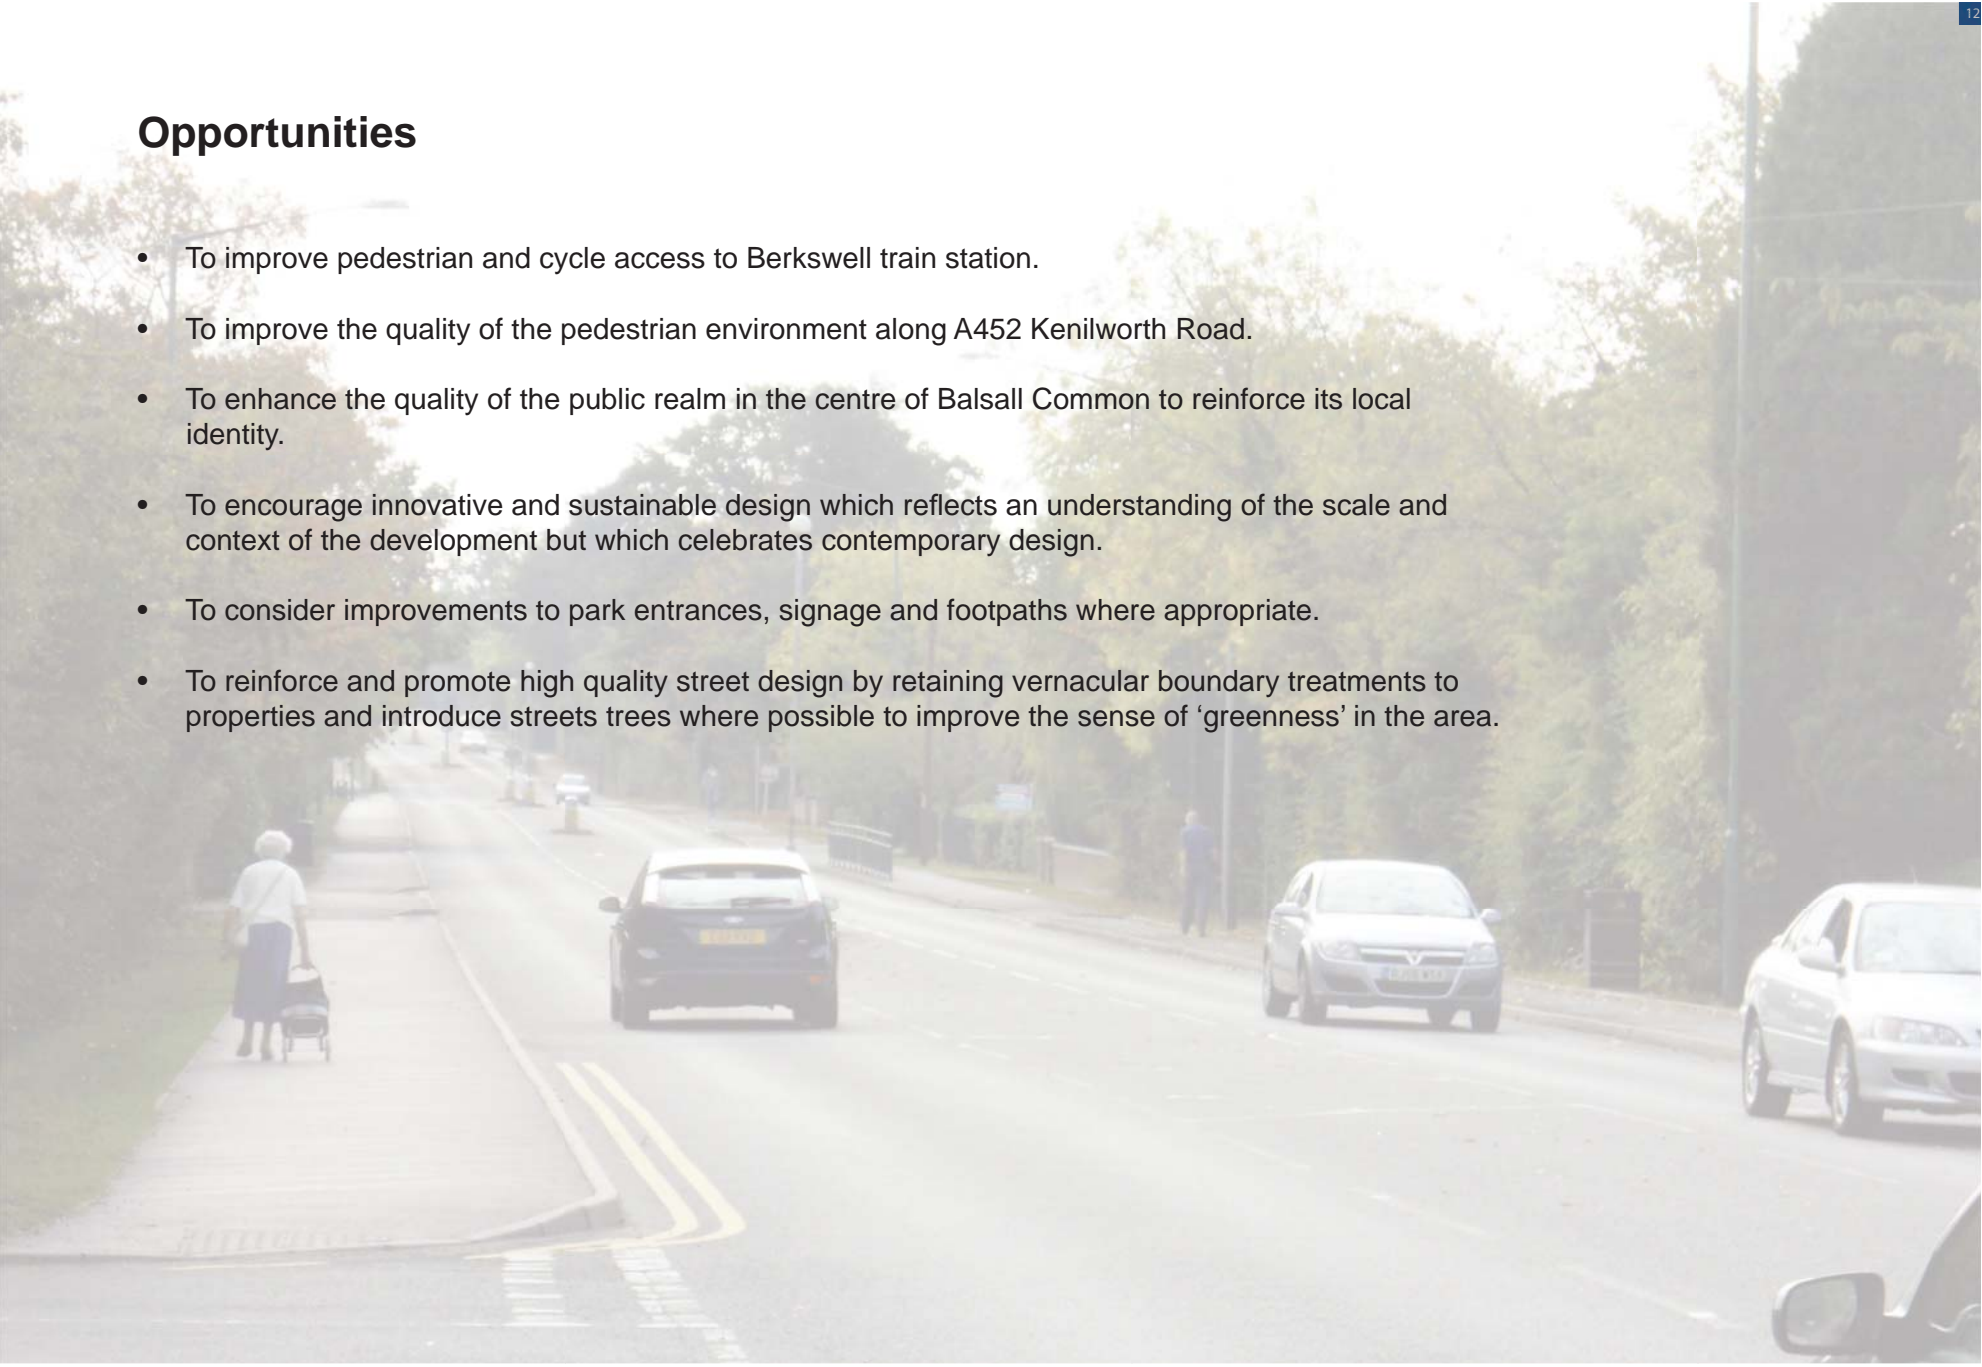 12
Opportunities
• To improve pedestrian and cycle access to Berkswell train station.
• To improve the quality of the pedestrian environment along A452 Kenilworth Road.
• To enhance the quality of the public realm in the centre of Balsall Common to reinforce its local
identity.
• To encourage innovative and sustainable design which reflects an understanding of the scale and
context of the development but which celebrates contemporary design.
• To consider improvements to park entrances, signage and footpaths where appropriate.
• To reinforce and promote high quality street design by retaining vernacular boundary treatments to
properties and introduce streets trees where possible to improve the sense of ‘greenness’ in the area.